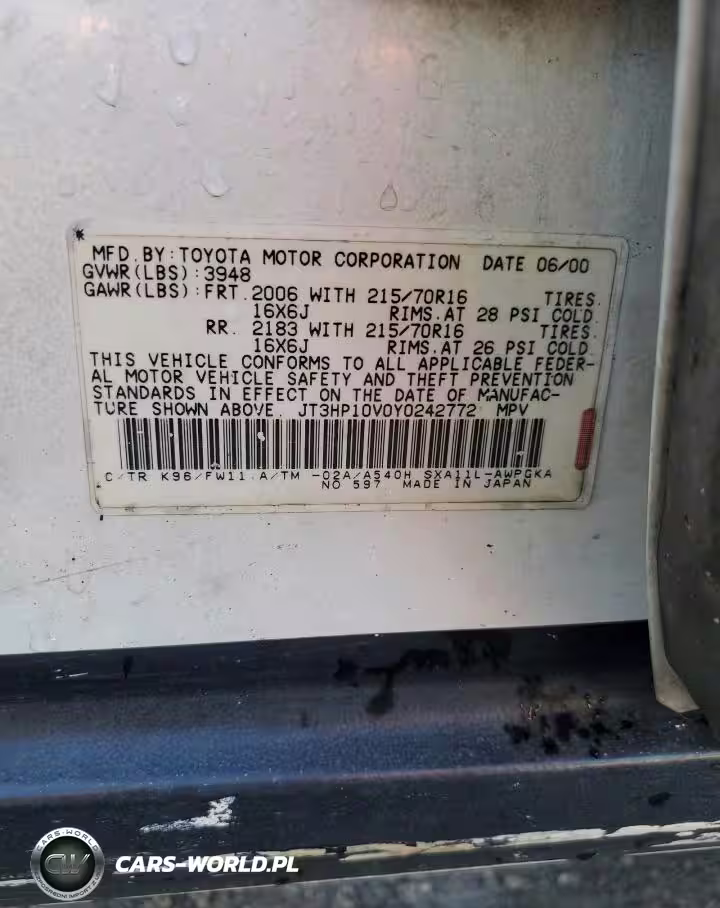 MFD. BY: TOYOTA MOTOR CORPORATION DATE 06/00
GVWR(LBS): 3948
GAWR(LBS): FRT. 2006 WITH 215/70R16 TIRES.
16X6J RIMS. AT 28 PSI COLD.
RR. 2183 WITH 215/70R16 TIRES.
16X6J RIMS. AT 26 PSI COLD.
THIS VEHICLE CONFORMS TO ALL APPLICABLE FEDER-
AL MOTOR VEHICLE SAFETY AND THEFT PREVENTION
STANDARDS IN EFFECT ON THE DATE OF MANUFAC-
TURE SHOWN ABOVE. JT3HP10V0Y0242772 MPV
C/TR K96/FW11 A/TM -02A/A540H SXA11L-AWPGKA
NO 597 MADE IN JAPAN
CARS-WORLD
CW
CARS-WORLD.PL